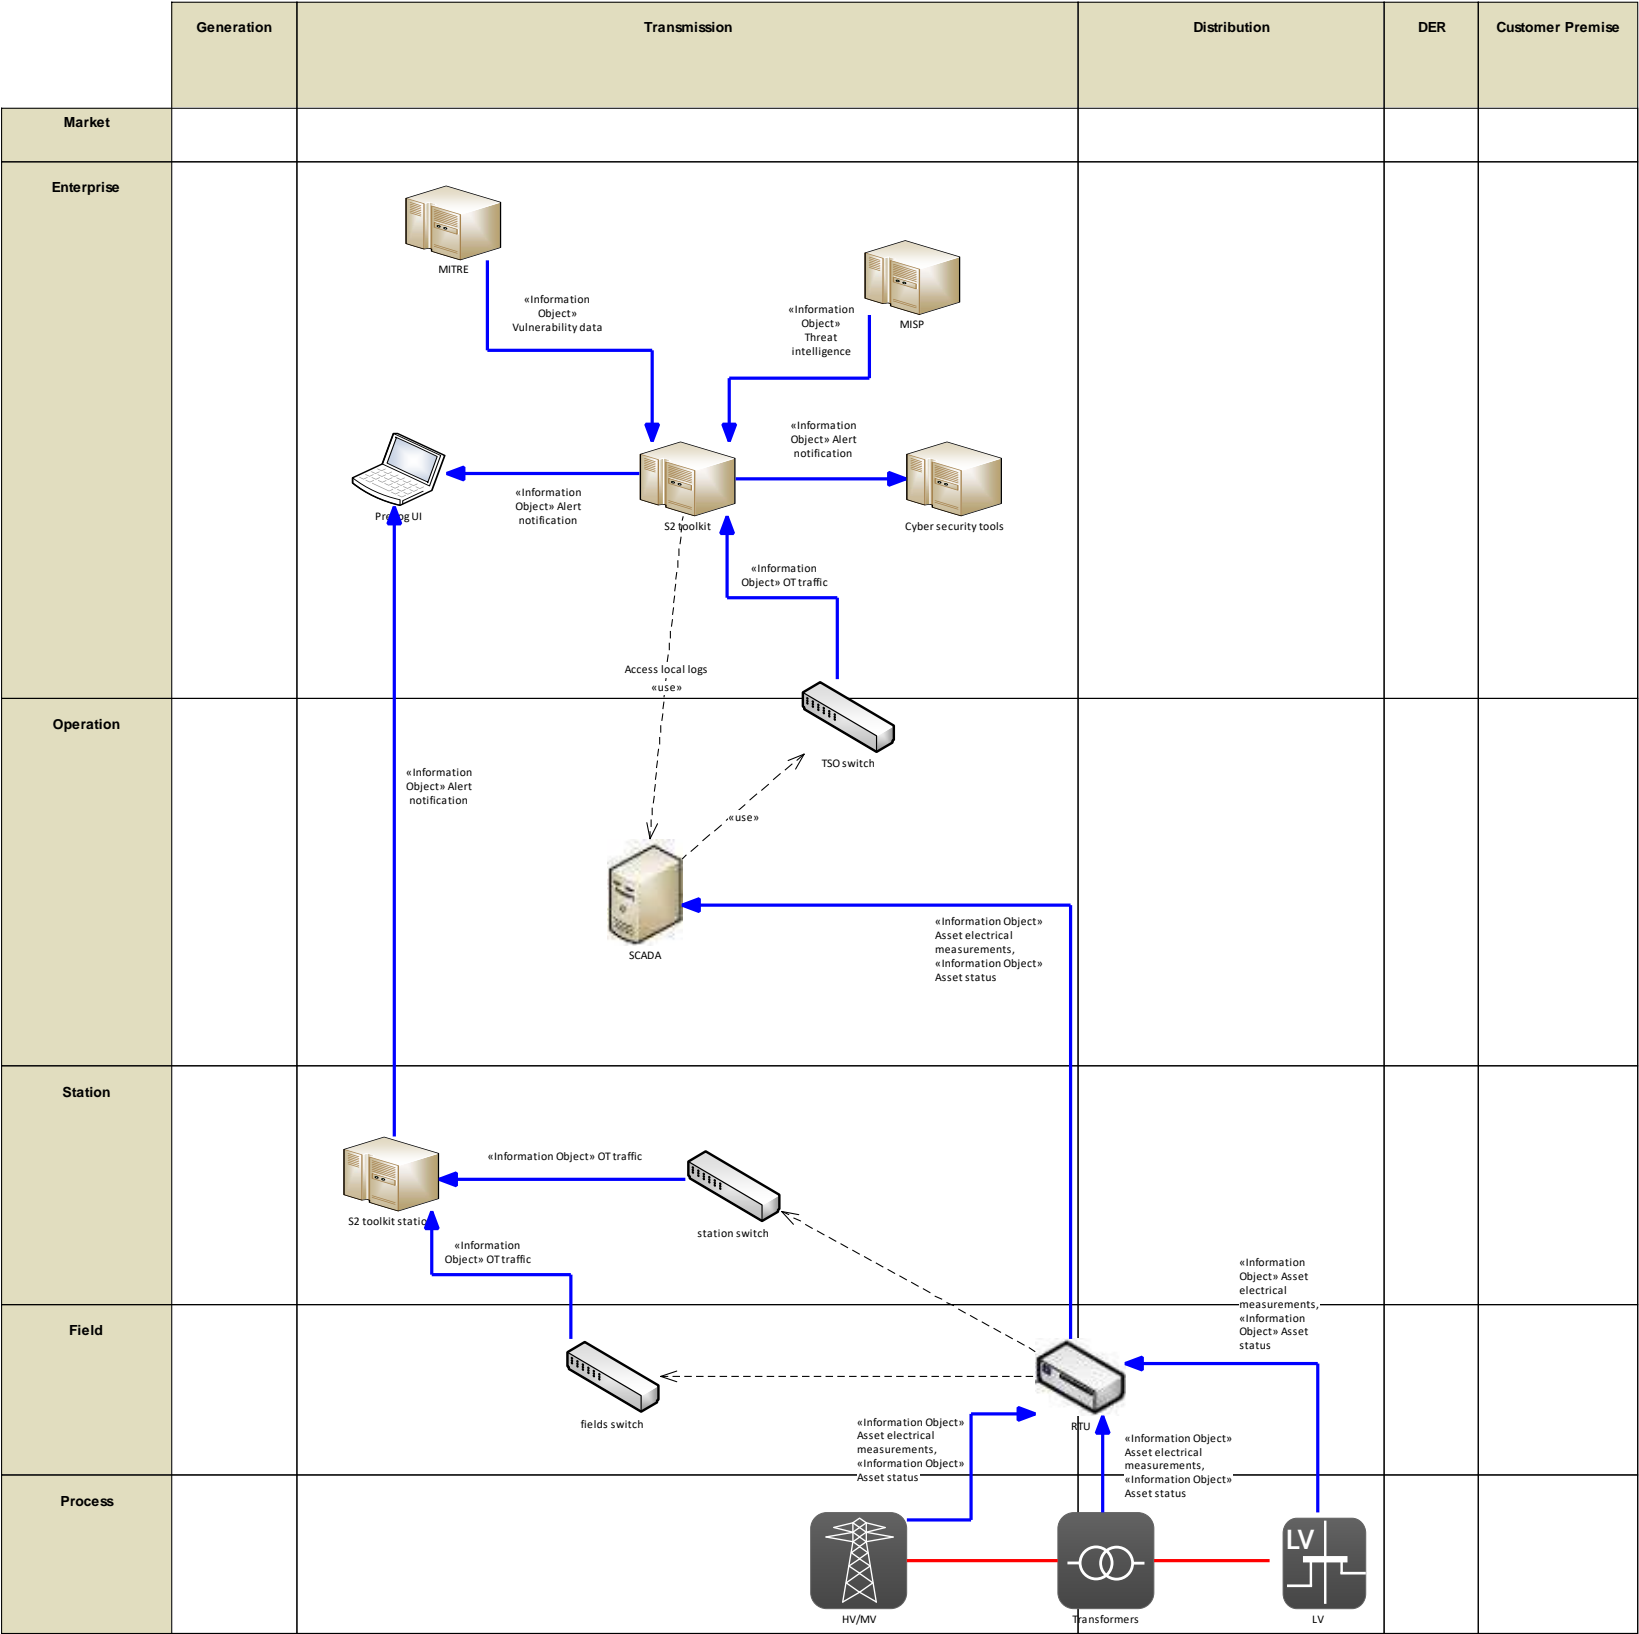 Generation
Transmission
Distribution
DER
Customer Premise
Market
Enterprise
MITRE
«Information
Object»
Vulnerability data
MISP
«Information
Object»
Threat
intelligence
«Information
Object» Alert
notification
«Information
Object» Alert
notification
S2 toolkit
Cyber security tools
«Information
Object» OT traffic
Access local logs
«use»
Operation
TSO switch
«Information
Object» Alert
notification
«use»
SCADA
«Information Object»
Asset electrical
measurements,
«Information Object»
Asset status
Station
«Information Object» OT traffic
S2 toolkit station
station switch
«Information
Object» OT traffic
«Information
Object» Asset
electrical
measurements,
«Information
Object» Asset
status
Field
fields switch
RTU
«Information Object»
Asset electrical
measurements,
«Information Object»
Asset status
«Information Object»
Asset electrical
measurements,
«Information Object»
Asset status
Process
LV
HV/MV
Transformers
LV